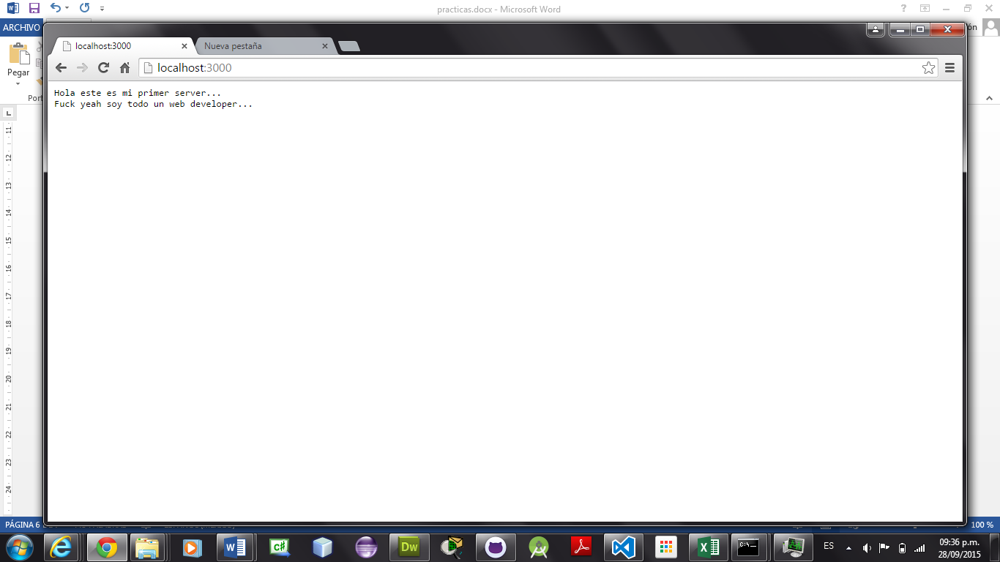 practicas.docx - Microsoft Word
ARCHIVO
ón
localhost:3000
Nueva pestaña
localhost:3000
Pegar
Port
Hola este es mi primer server...
Fuck yeah soy todo un web developer...
11
12
13
14
15
16
17
18
19
20
21
22
23
24
PÁGINA 6
100 %
C#
Dw
C:\
ES
09:36 p.m.
28/09/2015